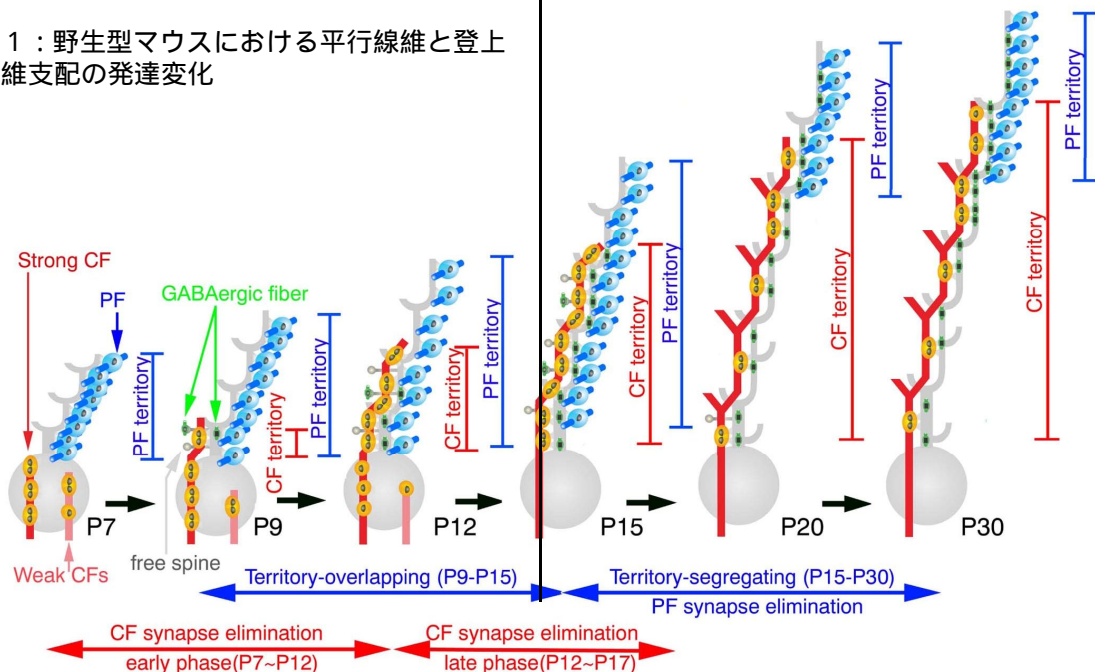 1：野生型マウスにおける平行線維と登上
維支配の発達変化
Strong CF
PF
GABAergic fiber
PF territory
CF territory
PF territory
CF territory
PF territory
CF territory
PF territory
CF territory
PF territory
CF territory
PF territory
P7
P9
P12
P15
P20
P30
Weak CFs
free spine
Territory-overlapping (P9-P15)
Territory-segregating (P15-P30)
PF synapse elimination
CF synapse elimination
early phase(P7~P12)
CF synapse elimination
late phase(P12~P17)